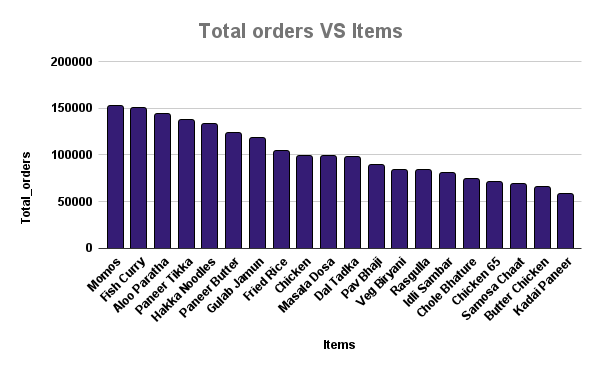 Total orders VS Items
200000
150000
100000
50000
0
Total_orders
Momos
Fish Curry
Aloo Paratha
Paneer Tikka
Hakka Noodles
Paneer Butter
Gulab Jamun
Fried Rice
Chicken
Masala Dosa
Dal Tadka
Pav Bhaji
Veg Biryani
Rasgulla
Idli Sambar
Chole Bhature
Chicken 65
Samosa Chaat
Butter Chicken
Kadai Paneer
Items